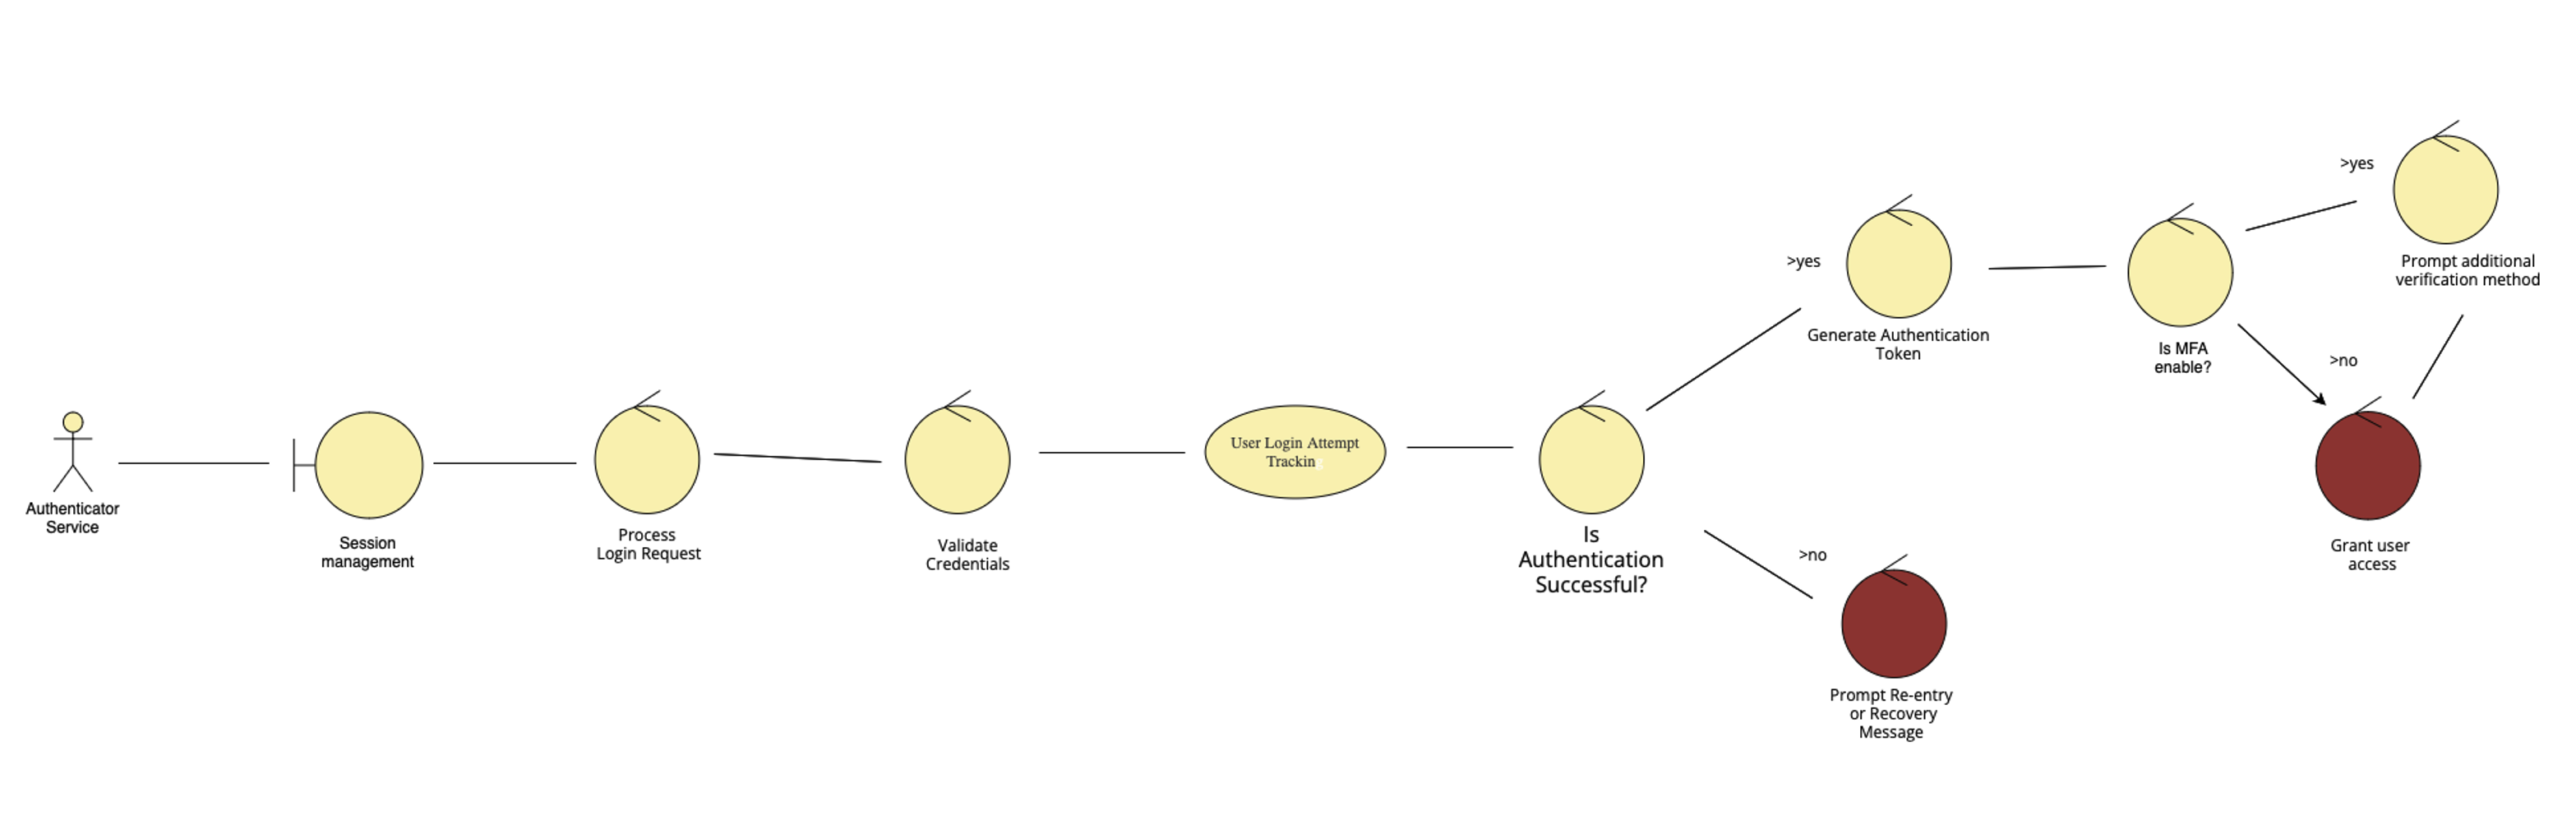 Authenticator
Service
Session
management
Process
Login Request
Validate
Credentials
User Login Attempt
Tracking
Is
Authentication
Successful?
>yes
Generate Authentication
Token
>no
Prompt Re-entry
or Recovery
Message
Is MFA
enable?
>yes
Prompt additional
verification method
>no
Grant user
access